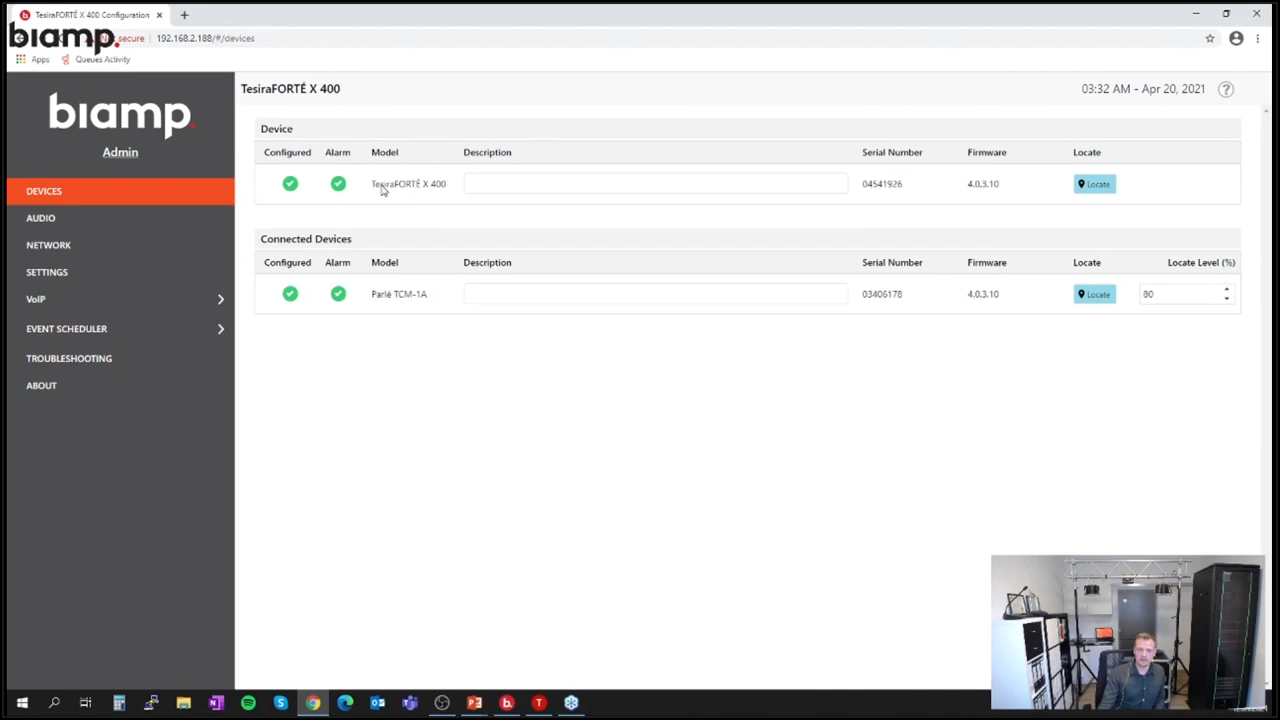 TesiraFORTÉ X 400 Configuration
biamp.
Not secure 192.168.2.188/#/devices
Apps Queues Activity
biamp.
Admin
DEVICES
AUDIO
NETWORK
SETTINGS
VoIP
EVENT SCHEDULER
TROUBLESHOOTING
ABOUT
TesiraFORTÉ X 400 03:32 AM - Apr 20, 2021 ?
Device
Configured Alarm Model Description Serial Number Firmware Locate
TesiraFORTÉ X 400 04541926 4.0.3.10 Locate
Connected Devices
Configured Alarm Model Description Serial Number Firmware Locate Locate Level (%)
Parlé TCM-1A 03406178 4.0.3.10 Locate 80